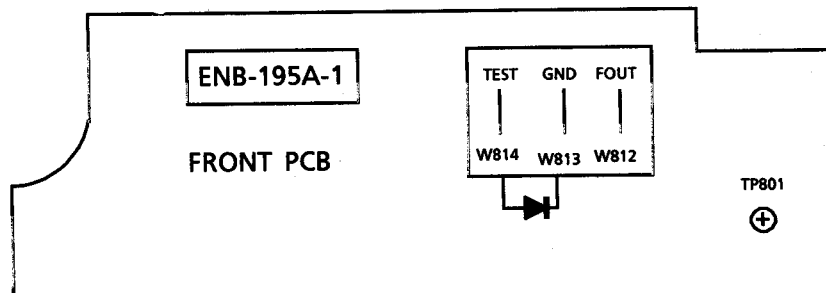 ENB-195A-1
TEST GND FOUT
W814 W813 W812
FRONT PCB
TP801